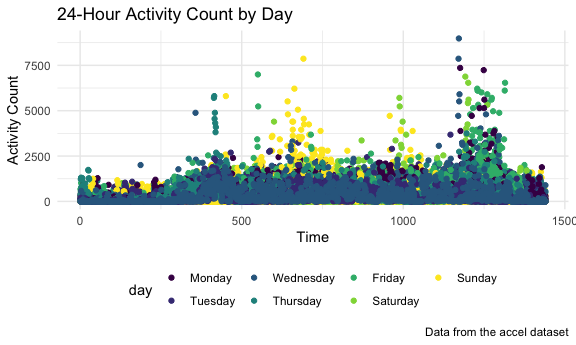 24-Hour Activity Count by Day
Activity Count
7500
5000
2500
0
0 500 1000 1500
Time
day
Monday Wednesday Friday Sunday
Tuesday Thursday Saturday
Data from the accel dataset